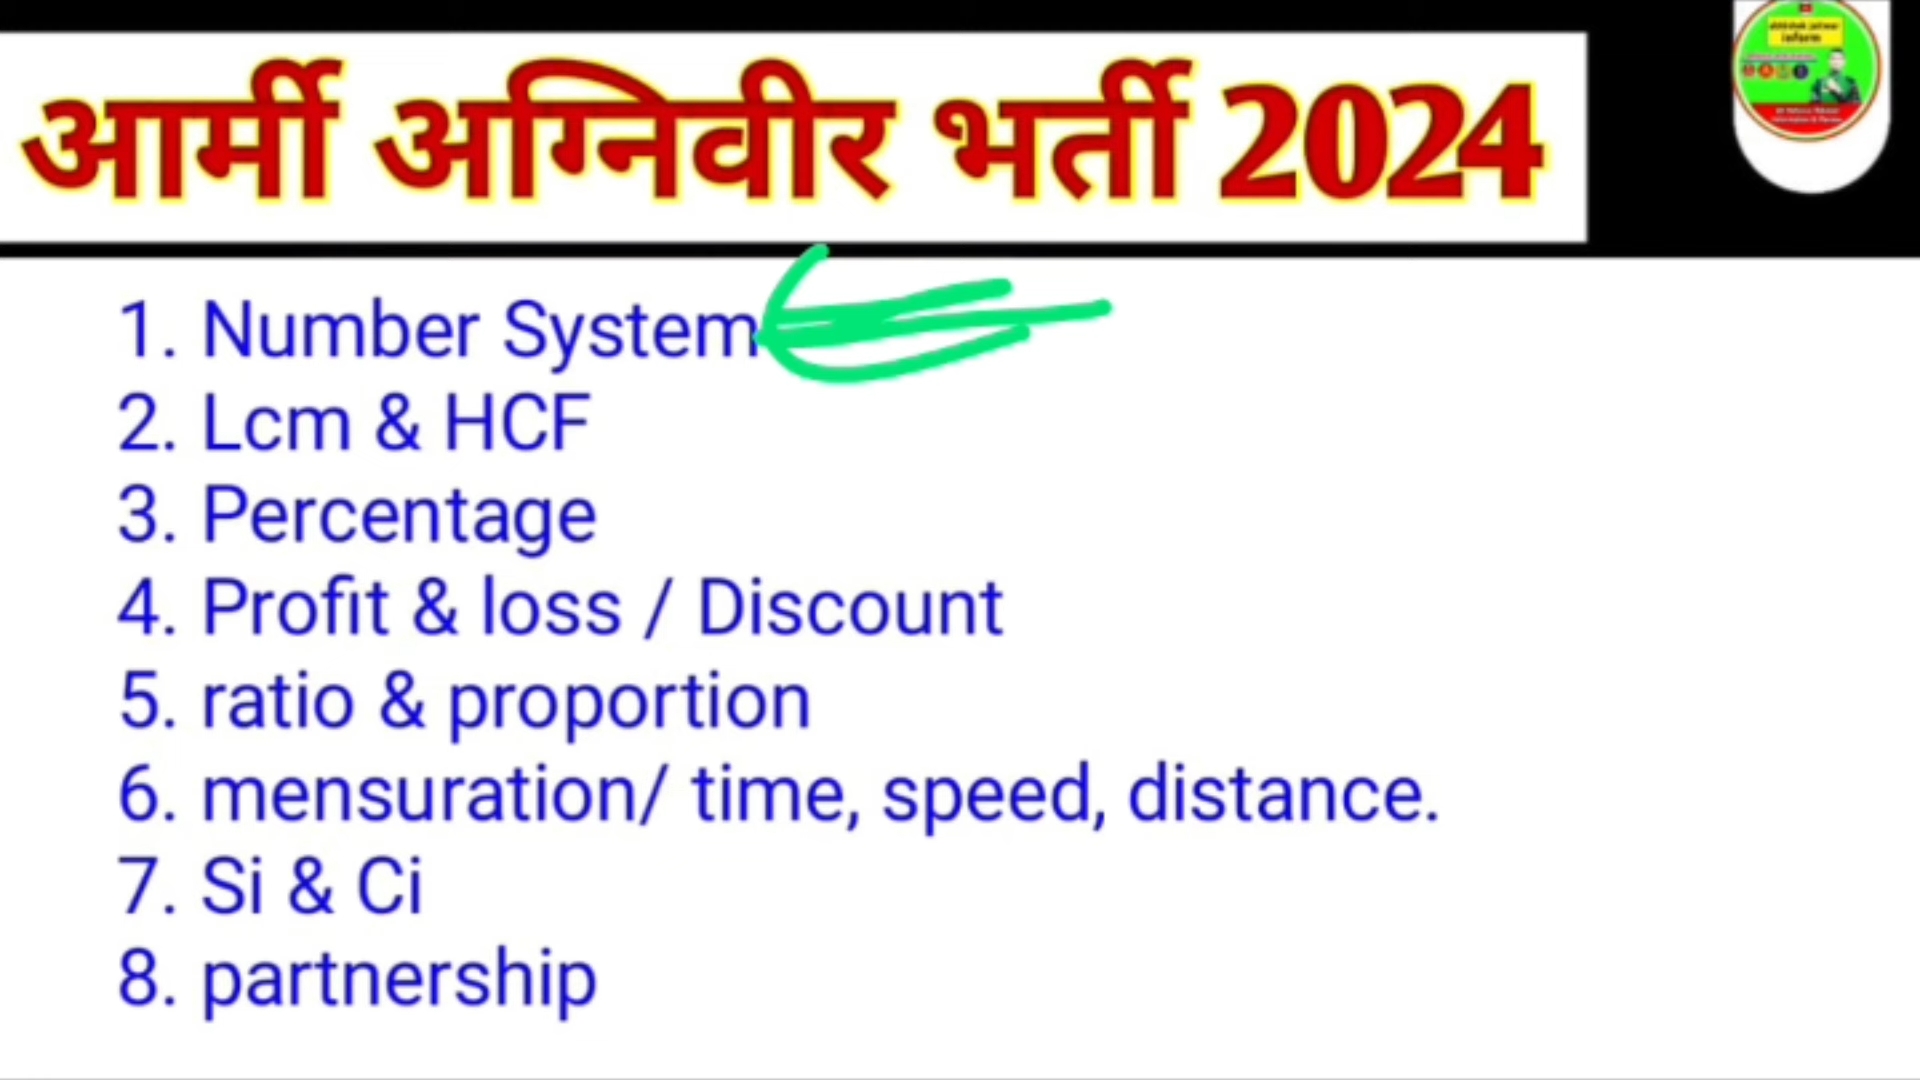 आर्मी अग्निवीर भर्ती 2024
1. Number System
2. Lcm & HCF
3. Percentage
4. Profit & loss / Discount
5. ratio & proportion
6. mensuration/ time, speed, distance.
7. Si & Ci
8. partnership